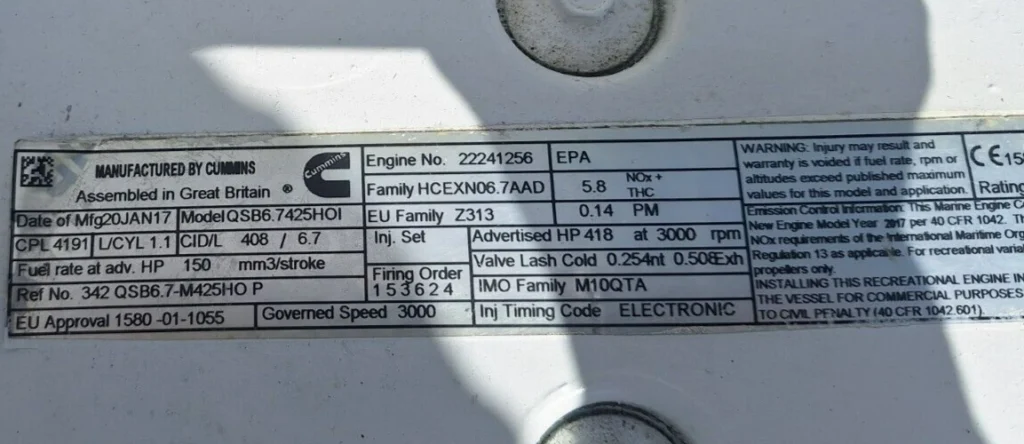 MANUFACTURED BY CUMMINS
Assembled in Great Britain ®
Cummins
Date of Mfg20JAN17 Model QSB6.7425HOI
CPL 4191 L/CYL 1.1 CID/L 408 / 6.7
Fuel rate at adv. HP 150 mm3/stroke
Ref No. 342 QSB6.7-M425HO P
EU Approval 1580 -01-1055
Governed Speed 3000
Engine No. 22241256 EPA
Family HCEXN06.7AAD 5.8 NOx + THC
EU Family Z313 0.14 PM
Inj. Set Advertised HP 418 at 3000 rpm
Valve Lash Cold 0.254nt 0.508Exh
Firing Order
153624 IMO Family M10QTA
Inj Timing Code ELECTRONIC
WARNING: Injury may result and
warranty is voided if fuel rate, rpm or
altitudes exceed published maximum
values for this model and application.
CE15
Rating
Emission Control Information: This Marine Engine
New Engine Model Year 2017 per 40 CFR 1042.
NOx requirements of the International Maritime Org
Regulation 13 as applicable. For recreational
propellers only.
INSTALLING THIS RECREATIONAL ENGINE IN
THE VESSEL FOR COMMERCIAL PURPOSES
TO CIVIL PENALTY (40 CFR 1042.601).